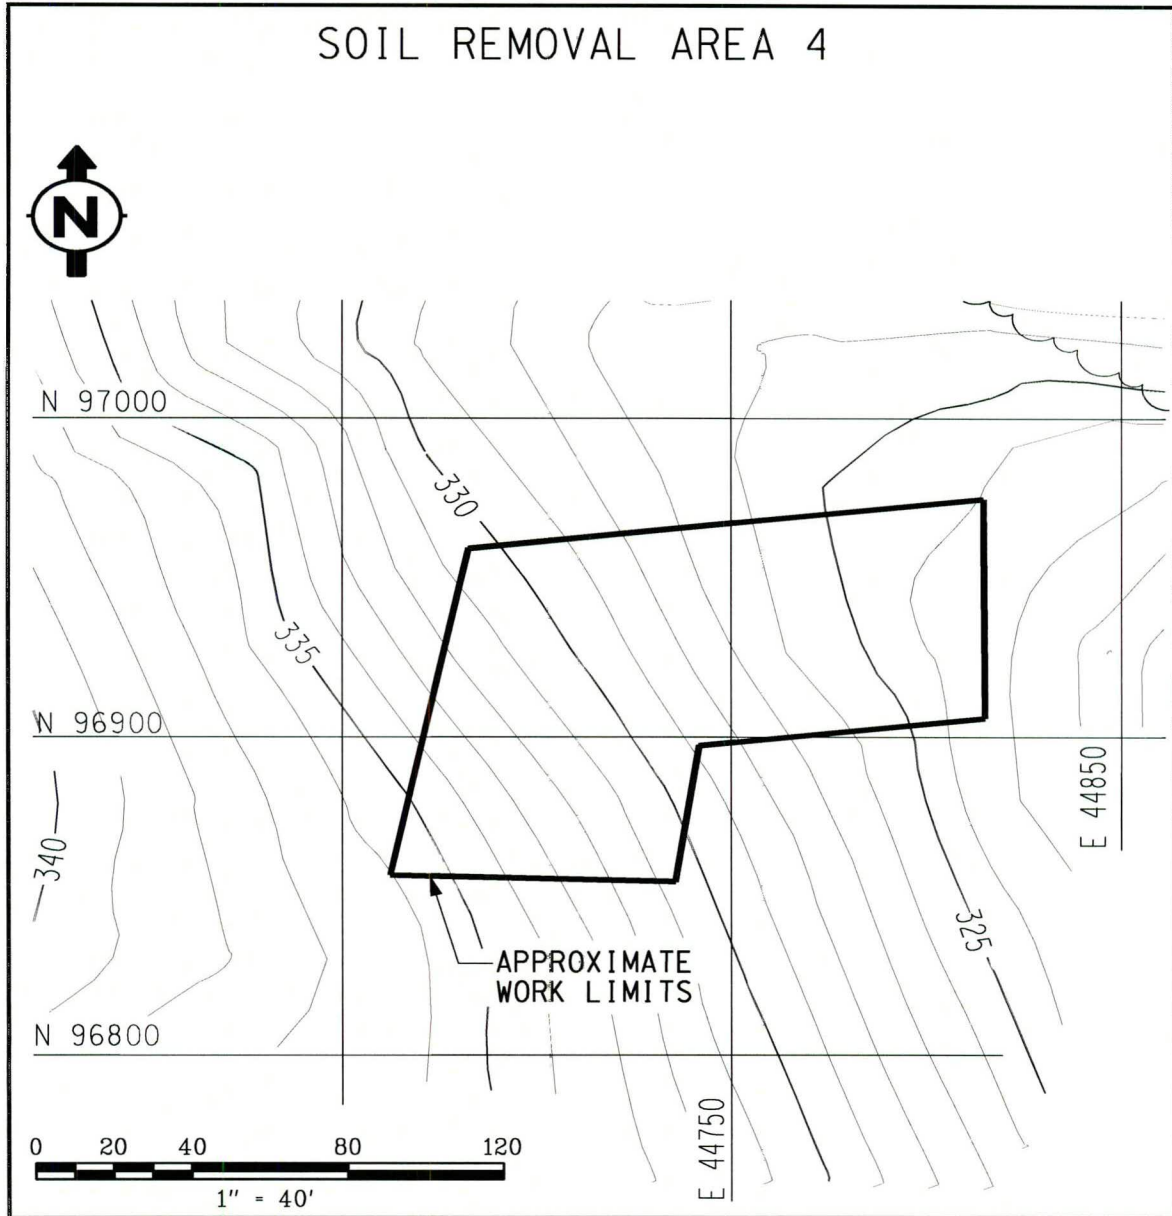 SOIL REMOVAL AREA 4
N
N 97000
330
335
N 96900
E 44850
340
325
APPROXIMATE
WORK LIMITS
N 96800
E 44750
0 20 40 80 120
1" = 40'